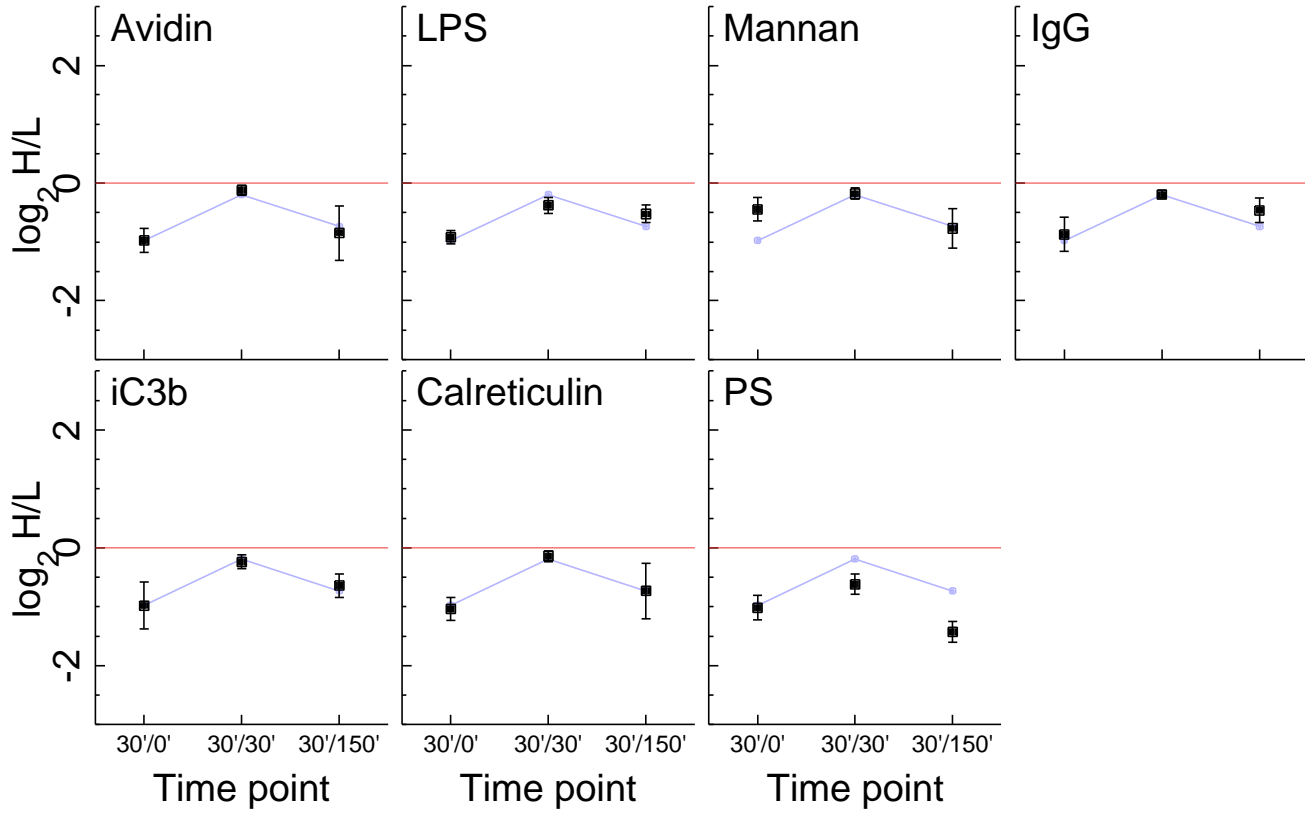 Avidin LPS Mannan IgG
2
0
-2
log2 H/L
iC3b Calreticulin PS
2
0
-2
log2 H/L
30'/0' 30'/30' 30'/150' 30'/0' 30'/30' 30'/150' 30'/0' 30'/30' 30'/150'
Time point Time point Time point